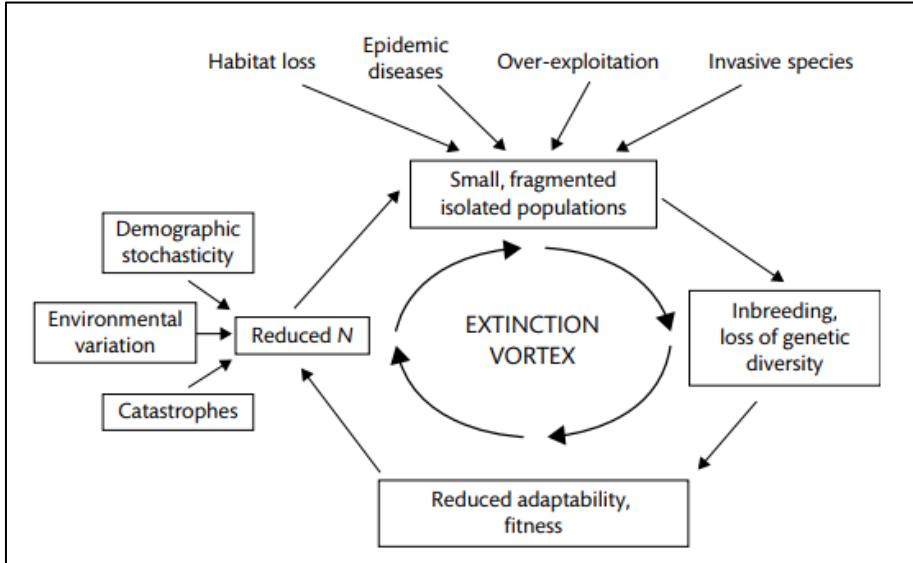 Habitat loss
Epidemic
diseases
Over-exploitation
Invasive species
Small, fragmented
isolated populations
Demographic
stochasticity
Environmental
variation
Reduced N
Catastrophes
EXTINCTION
VORTEX
Inbreeding,
loss of genetic
diversity
Reduced adaptability,
fitness